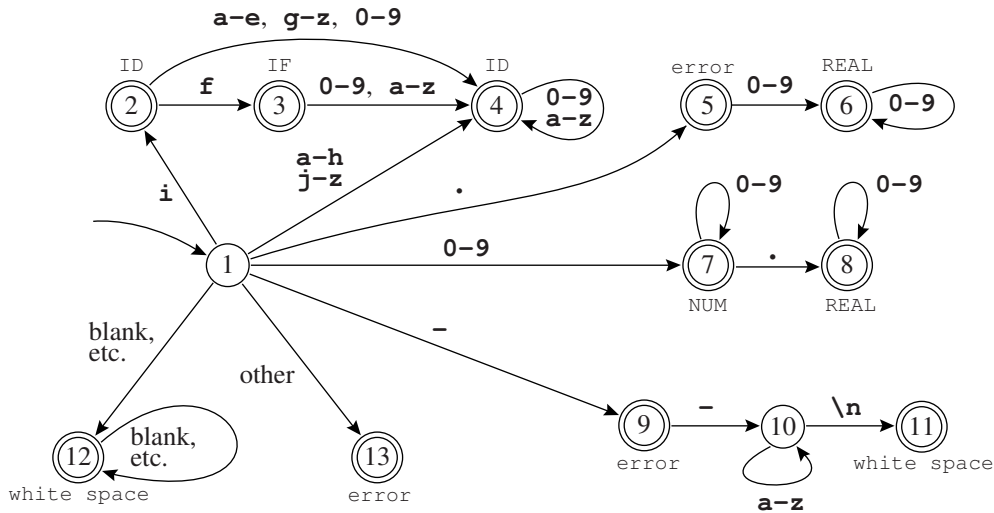 a–e, g–z, 0–9
ID IF ID error REAL
2 f 3 0–9, a–z 4 0–9 a–z 5 0–9 6 0–9
a–h
j–z
i .
0–9 0–9
1 0–9 7 . 8
NUM REAL
blank,
etc.
–
other
– \n
9 10 11
blank,
etc.
12 13
error white space
white space error
a–z